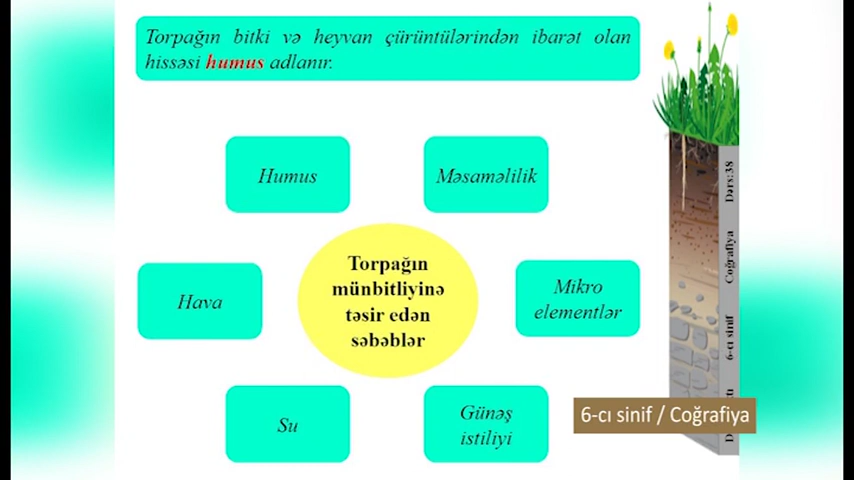 Torpağın bitki və heyvan çürüntülərindən ibarət olan
hissəsi humus adlanır.
Humus
Məsaməlilik
Hava
Torpağın
münbitliyinə
təsir edən
səbəblər
Mikro
elementlər
Su
Günəş
istiliyi
Dərs:38
Coğrafiya
6-cı sinif
6-cı sinif / Coğrafiya